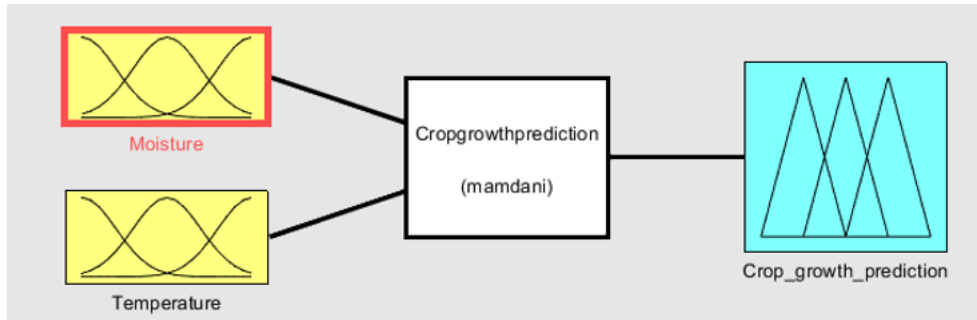 Moisture
Cropgrowthprediction
(mamdani)
Temperature
Crop_growth_prediction